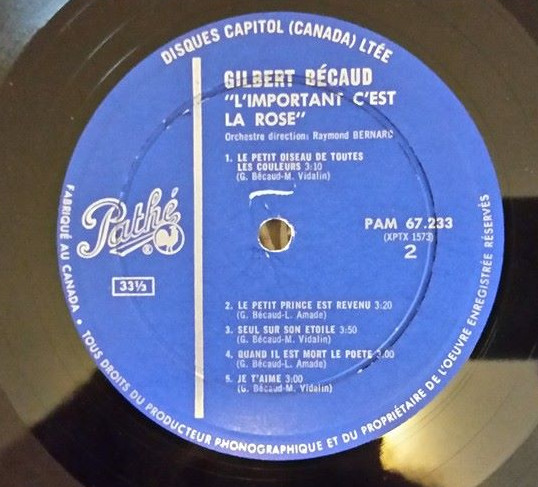 DISQUES CAPITOL (CANADA) LTÉE
GILBERT BÉCAUD
"L'IMPORTANT C'EST
LA ROSE"
Orchestre direction: Raymond BERNARD
1. LE PETIT OISEAU DE TOUTES
LES COULEURS 3:10
(G. Bécaud-M. Vidalin)
Pathé
®
33⅓
PAM 67.233
(XPTX 1573)
2
2. LE PETIT PRINCE EST REVENU 3:20
(G. Bécaud-L. Amade)
3. SEUL SUR SON ETOILE 3:50
(G. Bécaud-M. Vidalin)
4. QUAND IL EST MORT LE POETE 3:00
(G. Bécaud-L. Amade)
5. JE T'AIME 3:00
(G. Bécaud-M. Vidalin)
FABRIQUÉ AU CANADA • TOUS DROITS DU PRODUCTEUR PHONOGRAPHIQUE ET DU PROPRIÉTAIRE DE L'OEUVRE ENREGISTRÉE RÉSERVÉS